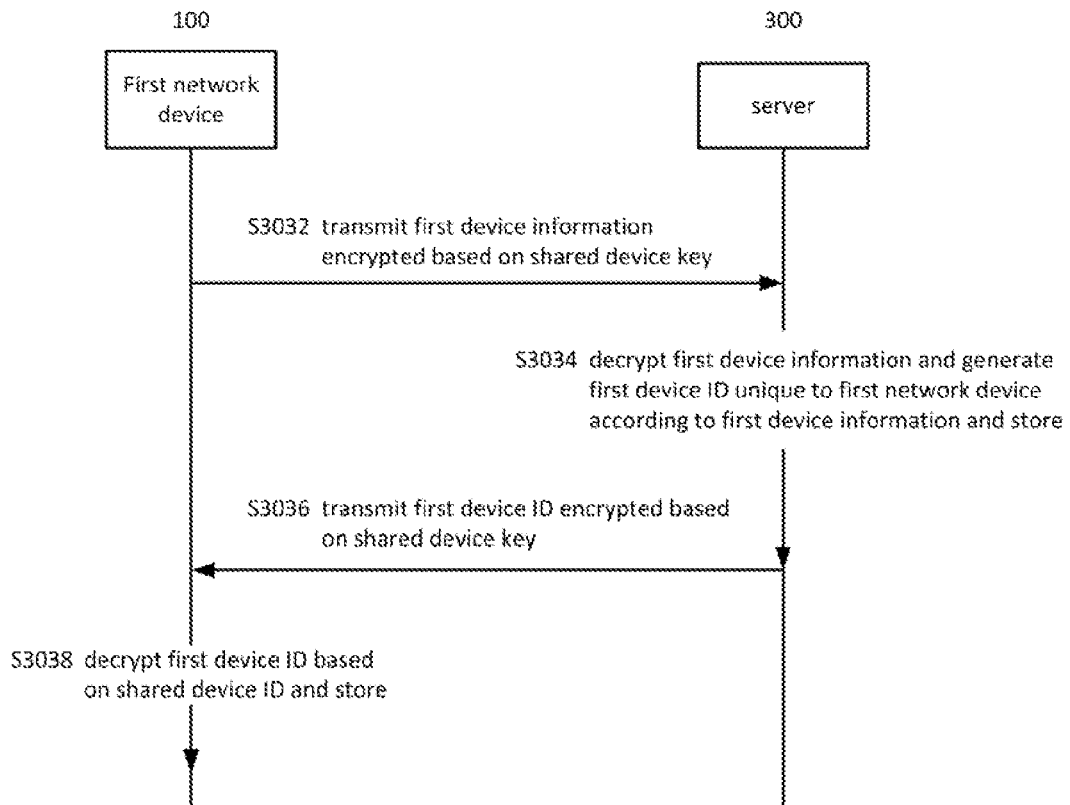 100
300
First network
device
server
S3032 transmit first device information
encrypted based on shared device key
S3034 decrypt first device information and generate
first device ID unique to first network device
according to first device information and store
S3036 transmit first device ID encrypted based
on shared device key
S3038 decrypt first device ID based
on shared device ID and store